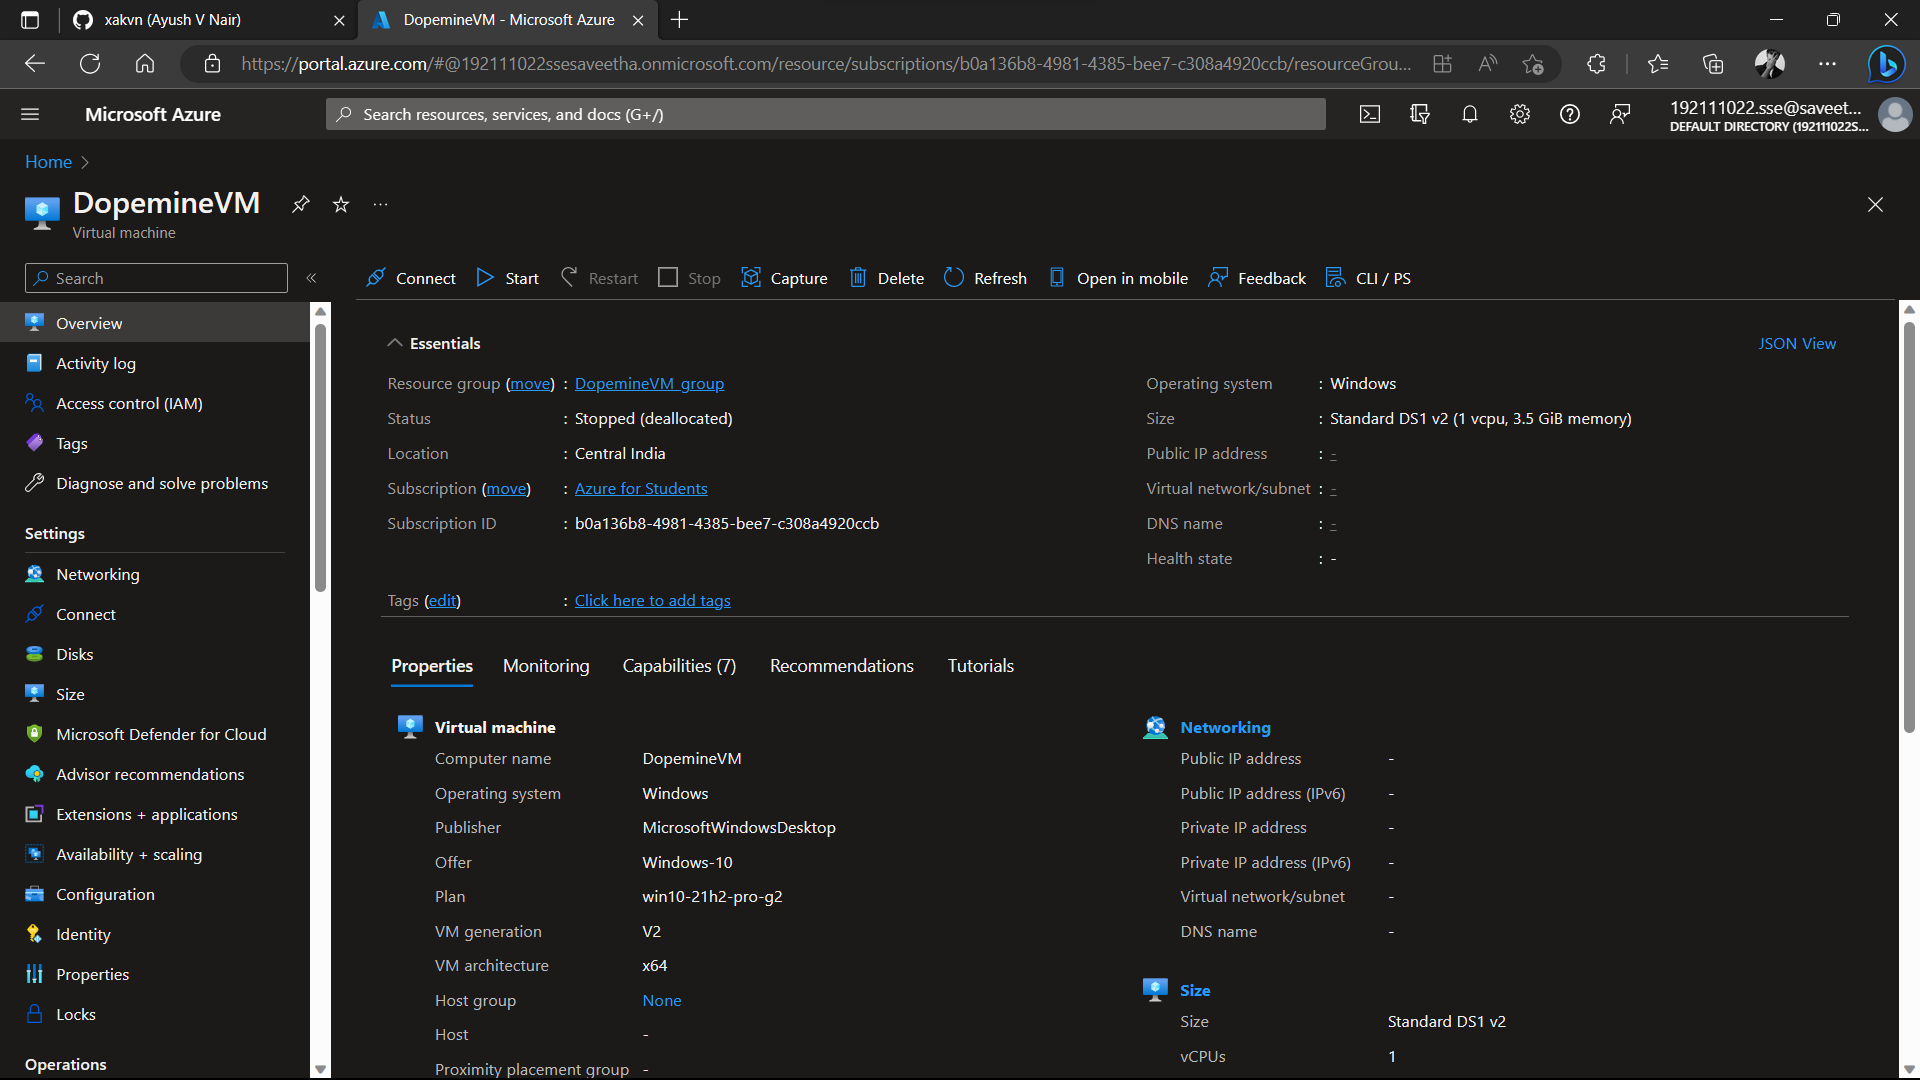 xakvn (Ayush V Nair)
DopemineVM - Microsoft Azure
https://portal.azure.com/#@192111022ssesaveetha.onmicrosoft.com/resource/subscriptions/b0a136b8-4981-4385-bee7-c308a4920ccb/resourceGrou...
Microsoft Azure
Search resources, services, and docs (G+/)
192111022.sse@saveet...
DEFAULT DIRECTORY (192111022S...
Home
DopemineVM
Virtual machine
Search
Connect
Start
Restart
Stop
Capture
Delete
Refresh
Open in mobile
Feedback
CLI / PS
Overview
Activity log
Access control (IAM)
Tags
Diagnose and solve problems
Settings
Networking
Connect
Disks
Size
Microsoft Defender for Cloud
Advisor recommendations
Extensions + applications
Availability + scaling
Configuration
Identity
Properties
Locks
Operations
Essentials
JSON View
Resource group (move) : DopemineVM_group
Status : Stopped (deallocated)
Location : Central India
Subscription (move) : Azure for Students
Subscription ID : b0a136b8-4981-4385-bee7-c308a4920ccb
Operating system : Windows
Size : Standard DS1 v2 (1 vcpu, 3.5 GiB memory)
Public IP address : -
Virtual network/subnet : -
DNS name : -
Health state : -
Tags (edit) : Click here to add tags
Properties
Monitoring
Capabilities (7)
Recommendations
Tutorials
Virtual machine
Computer name DopemineVM
Operating system Windows
Publisher MicrosoftWindowsDesktop
Offer Windows-10
Plan win10-21h2-pro-g2
VM generation V2
VM architecture x64
Host group None
Host -
Proximity placement group -
Networking
Public IP address -
Public IP address (IPv6) -
Private IP address -
Private IP address (IPv6) -
Virtual network/subnet -
DNS name -
Size
Size Standard DS1 v2
vCPUs 1